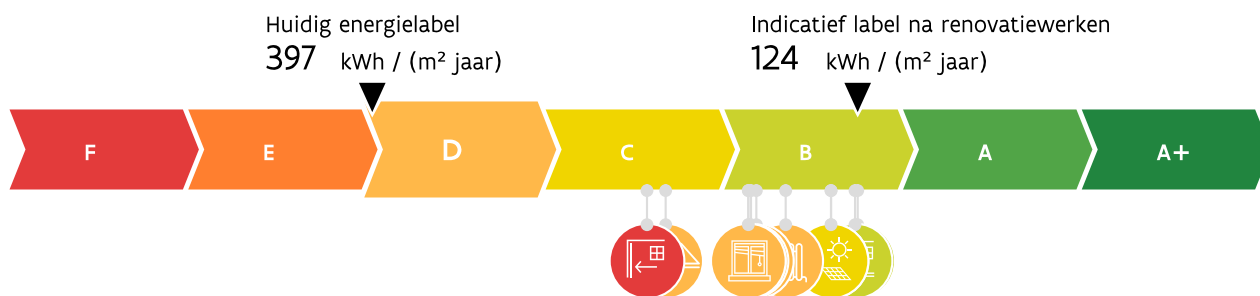 Huidig energielabel
397 kWh / (m² jaar)
Indicatief label na renovatiewerken
124 kWh / (m² jaar)
F E D C B A A+